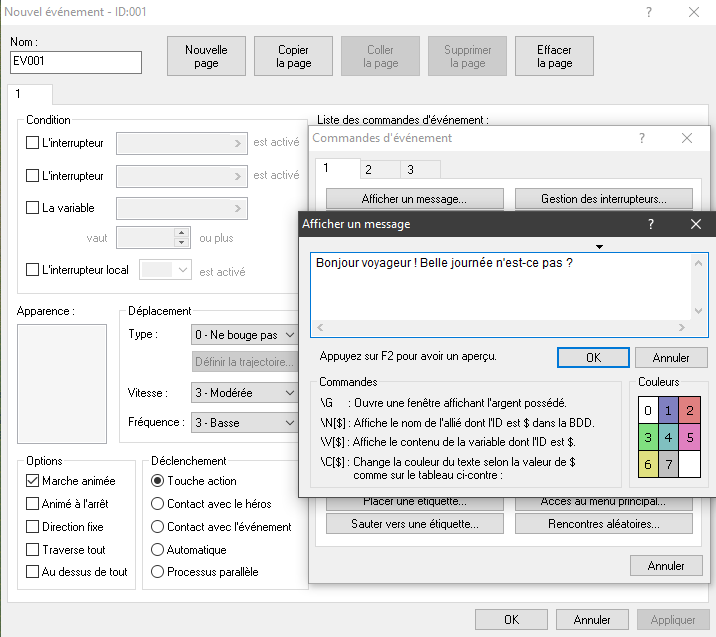 Nouvel événement - ID:001
?
Nom :
EV001
Nouvelle
page
Copier
la page
Coller
la page
Supprimer
la page
Effacer
la page
1
Condition
L'interrupteur
est activé
L'interrupteur
est activé
La variable
vaut
ou plus
L'interrupteur local
est activé
Apparence :
Déplacement
Type :
0 - Ne bouge pas
Définir la trajectoire...
Vitesse :
3 - Modérée
Fréquence :
3 - Basse
Options
Marche animée
Animé à l'arrêt
Direction fixe
Traverse tout
Au dessus de tout
Déclenchement
Touche action
Contact avec le héros
Contact avec l'événement
Automatique
Processus parallèle
Liste des commandes d'événement :
Commandes d'événement
?
1
2
3
Afficher un message...
Gestion des interrupteurs...
Afficher un message
?
Bonjour voyageur ! Belle journée n'est-ce pas ?
Appuyez sur F2 pour avoir un aperçu.
OK
Annuler
Commandes
\G : Ouvre une fenêtre affichant l'argent possédé.
\N[$] : Affiche le nom de l'allié dont l'ID est $ dans la BDD.
\V[$] : Affiche le contenu de la variable dont l'ID est $.
\C[$] : Change la couleur du texte selon la valeur de $
comme sur le tableau ci-contre :
Couleurs
0 1 2
3 4 5
6 7
Placer une étiquette...
Accès au menu principal...
Sauter vers une étiquette...
Rencontres aléatoires...
Annuler
OK
Annuler
Appliquer